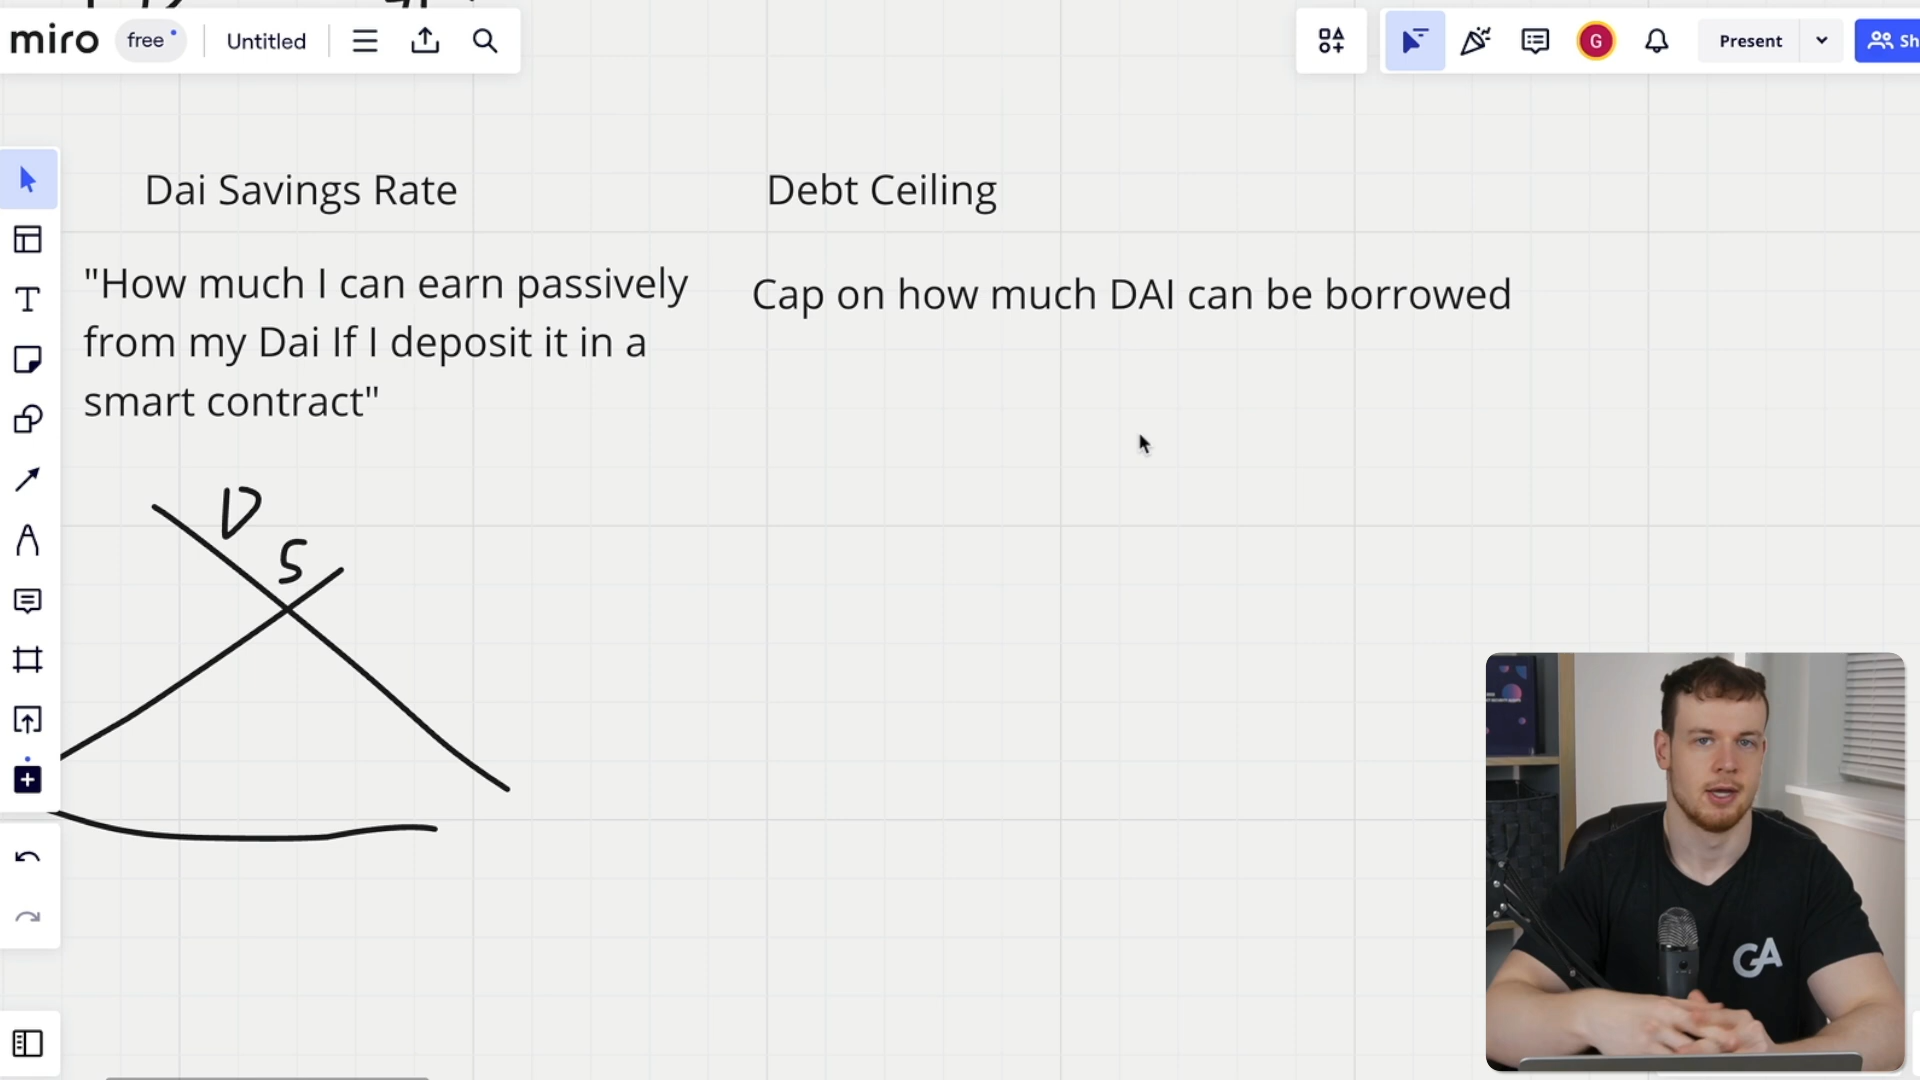 miro
free
Untitled
G
Present
Sh
Dai Savings Rate
Debt Ceiling
"How much I can earn passively
from my Dai If I deposit it in a
smart contract"
Cap on how much DAI can be borrowed
D
S
GA